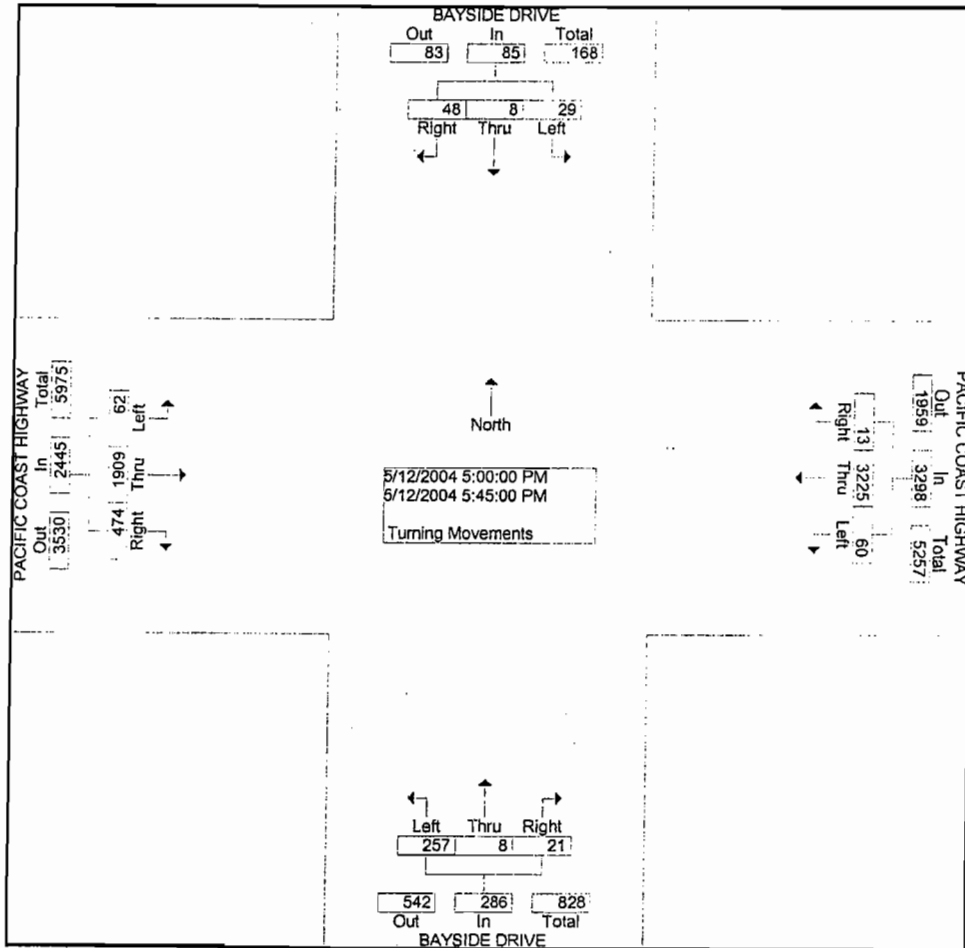 BAYSIDE DRIVE
Out In Total
83 85 168
48 8 29
Right Thru Left
PACIFIC COAST HIGHWAY
Out In Total
3530 2445 5975
474 1909 62
Right Thru Left
North
5/12/2004 5:00:00 PM
5/12/2004 5:45:00 PM
Turning Movements
Right Thru Left
13 3225 60
1959 3298 5257
Out In Total
PACIFIC COAST HIGHWAY
Left Thru Right
257 8 21
542 286 828
Out In Total
BAYSIDE DRIVE